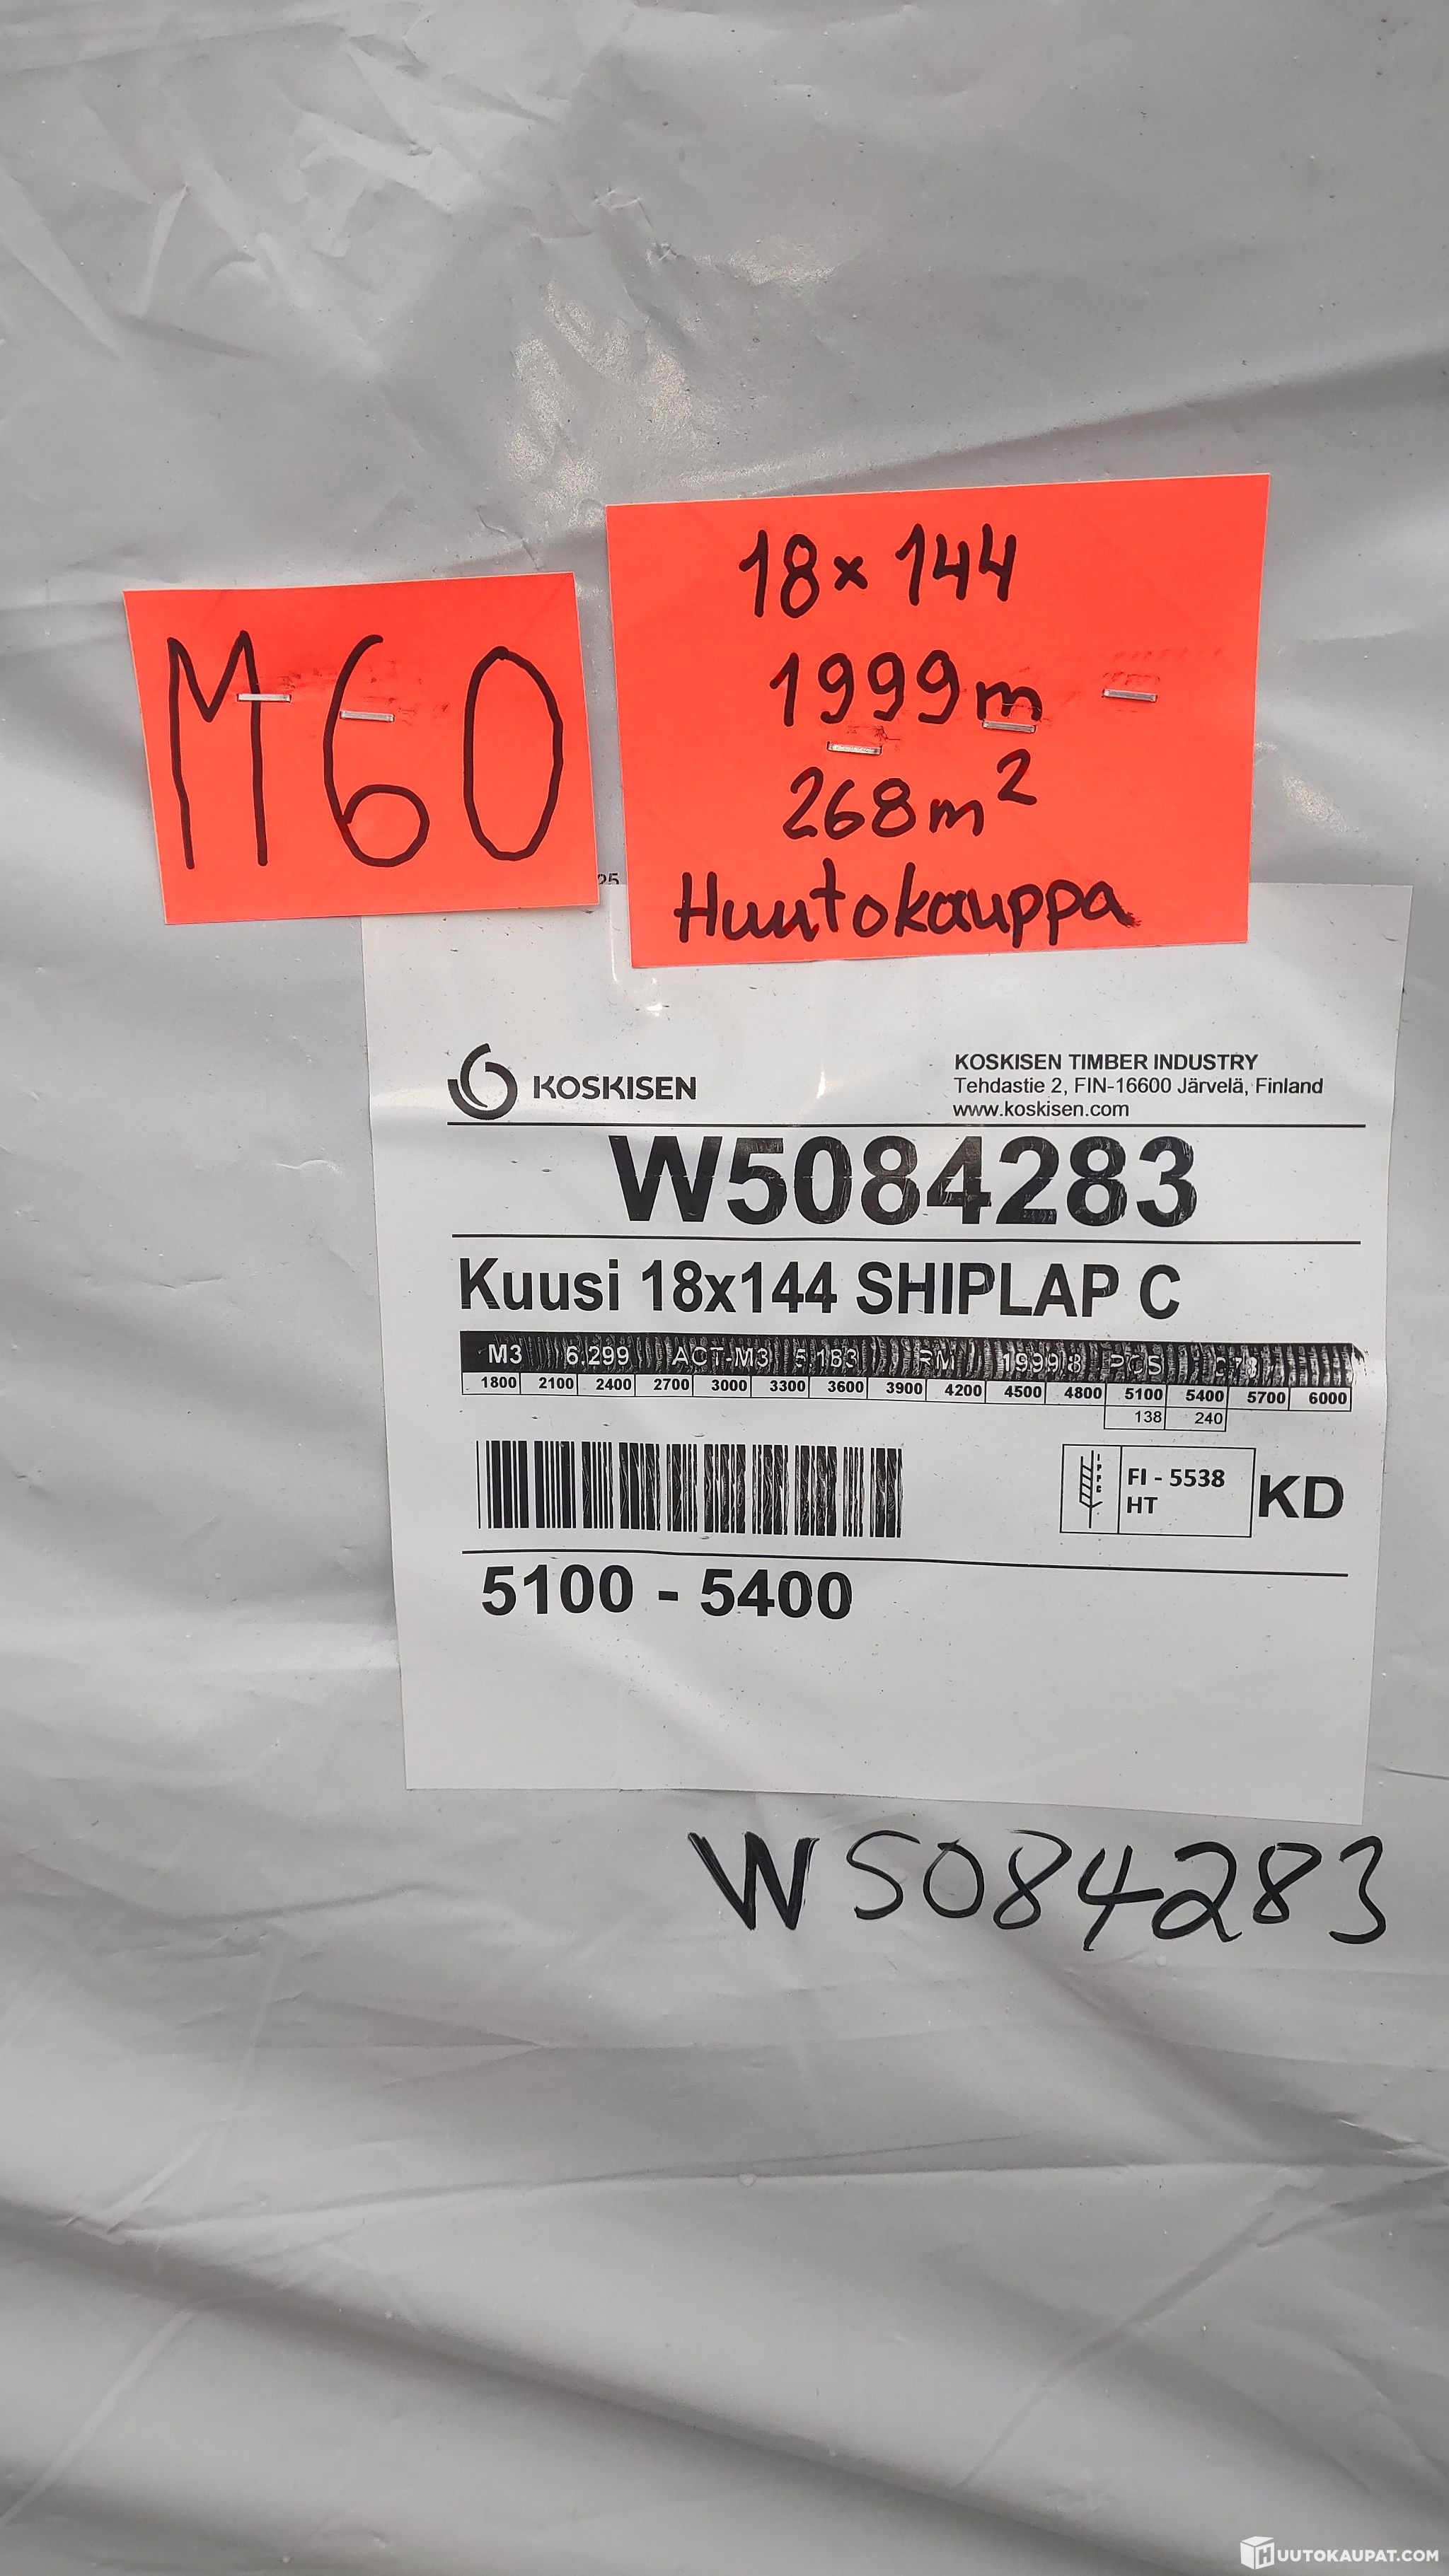 18x144
1999m
268m²
Huutokauppa
M60
25
KOSKISEN
KOSKISEN TIMBER INDUSTRY
Tehdastie 2, FIN-16600 Järvelä, Finland
www.koskisen.com
W5084283
Kuusi 18x144 SHIPLAP C
M3 6.299 ACT-M3 5.183 RM 1999.8 PCS
1800 2100 2400 2700 3000 3300 3600 3900 4200 4500 4800 5100 5400 5700 6000
138 240
IPPC
FI - 5538
HT
KD
5100 - 5400
W5084283
HUUTOKAUPAT.COM